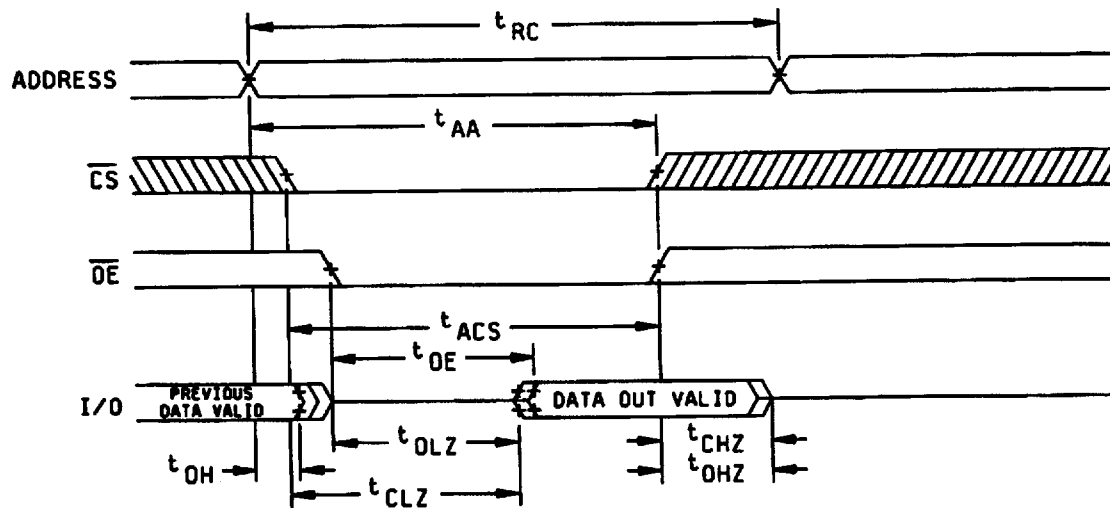 tRC
ADDRESS
tAA
CS
OE
tACS
tOE
I/O
PREVIOUS
DATA VALID
DATA OUT VALID
tOLZ
tCHZ
tOH
tOHZ
tCLZ